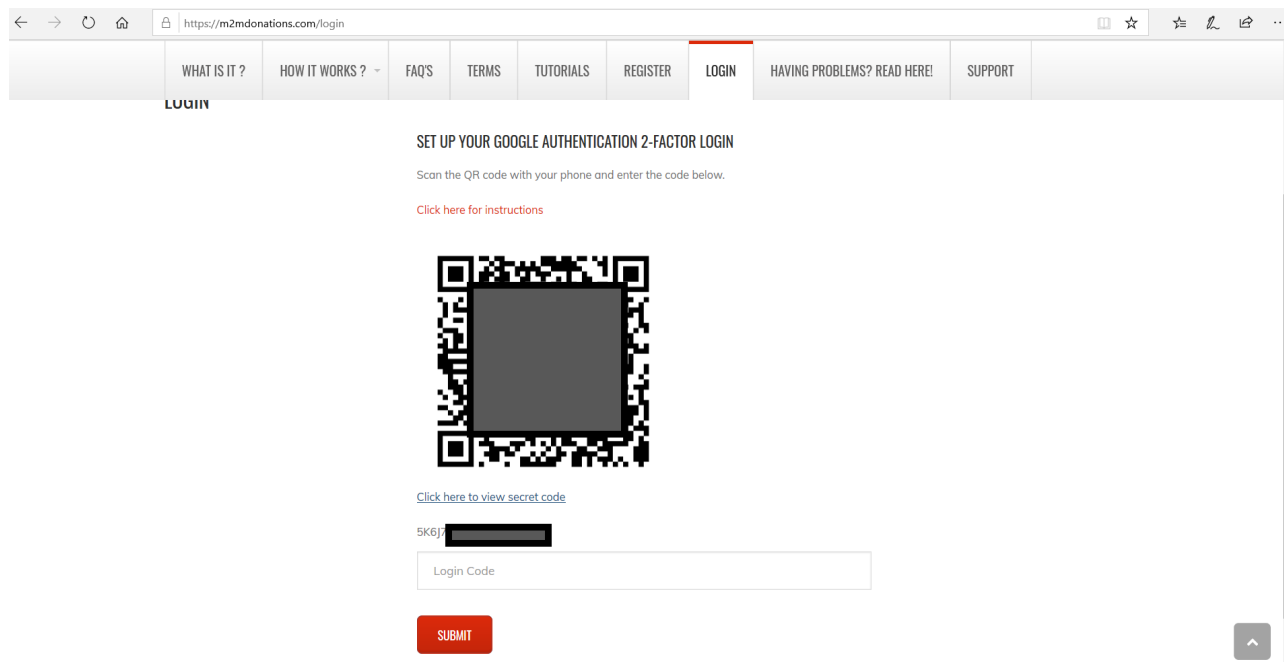 https://m2mdonations.com/login
WHAT IS IT ? HOW IT WORKS ? FAQ'S TERMS TUTORIALS REGISTER LOGIN HAVING PROBLEMS? READ HERE! SUPPORT
LOGIN
SET UP YOUR GOOGLE AUTHENTICATION 2-FACTOR LOGIN
Scan the QR code with your phone and enter the code below.
Click here for instructions
Click here to view secret code
5K6J7
Login Code
SUBMIT